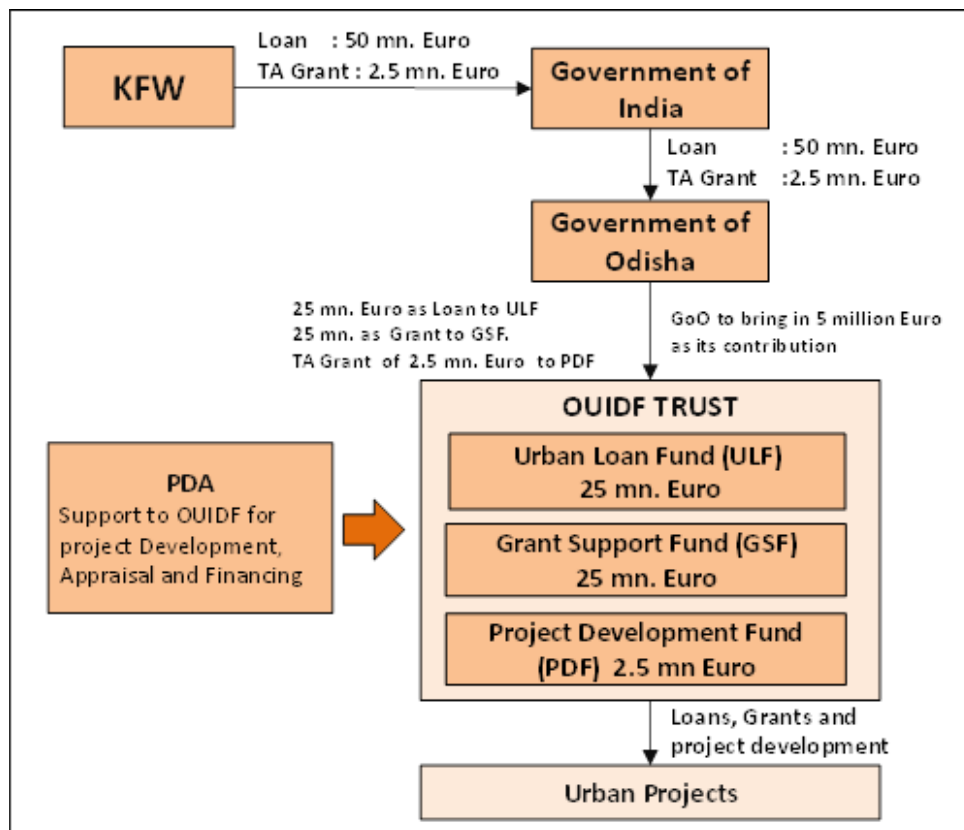 KFW
Loan : 50 mn. Euro
TA Grant : 2.5 mn. Euro
Government of
India
Loan : 50 mn. Euro
TA Grant :2.5 mn. Euro
Government of
Odisha
25 mn. Euro as Loan to ULF
25 mn. as Grant to GSF.
TA Grant of 2.5 mn. Euro to PDF
GoO to bring in 5 million Euro
as its contribution
OUIDF TRUST
Urban Loan Fund (ULF)
25 mn. Euro
Grant Support Fund (GSF)
25 mn. Euro
Project Development Fund
(PDF) 2.5 mn Euro
PDA
Support to OUIDF for
project Development,
Appraisal and Financing
Loans, Grants and
project development
Urban Projects